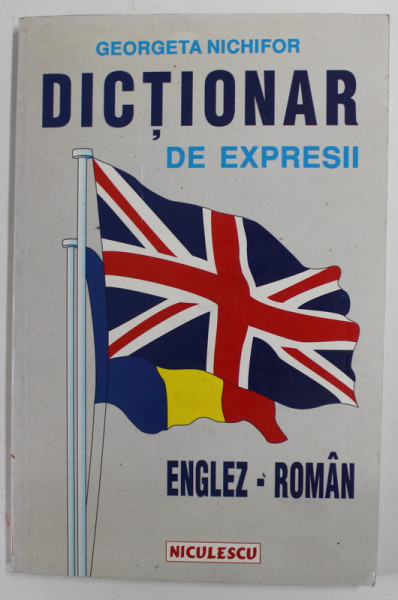 GEORGETA NICHIFOR
DICȚIONAR
DE EXPRESII
ENGLEZ - ROMÂN
NICULESCU